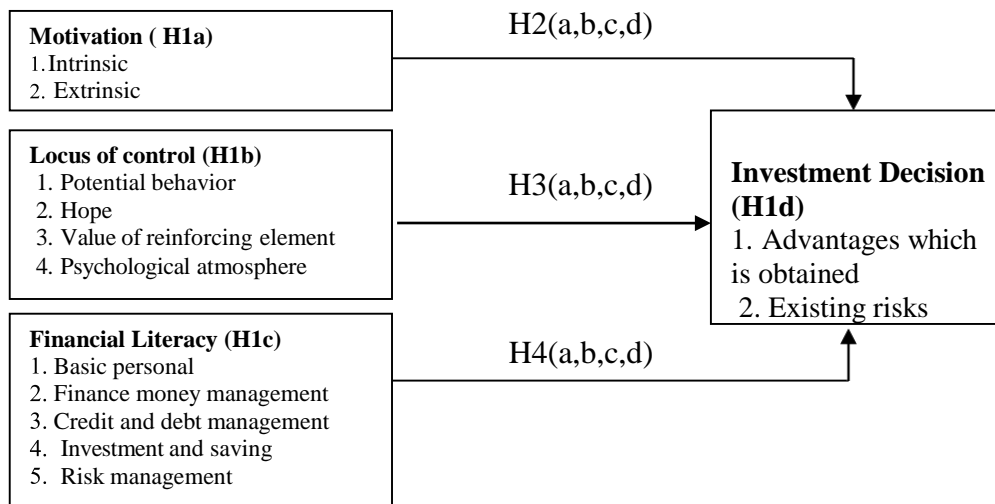 Motivation ( H1a)
1. Intrinsic
2. Extrinsic
H2(a,b,c,d)
Locus of control (H1b)
1. Potential behavior
2. Hope
3. Value of reinforcing element
4. Psychological atmosphere
H3(a,b,c,d)
Financial Literacy (H1c)
1. Basic personal
2. Finance money management
3. Credit and debt management
4. Investment and saving
5. Risk management
H4(a,b,c,d)
Investment Decision
(H1d)
1. Advantages which
is obtained
2. Existing risks